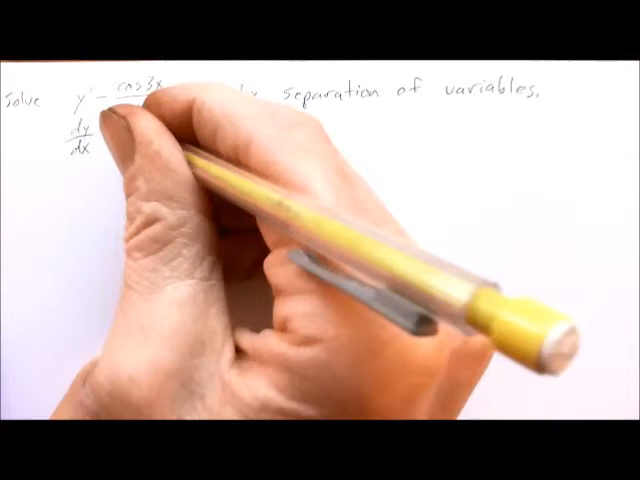 Solve y' - cos3x separation of variables.
dy
dx